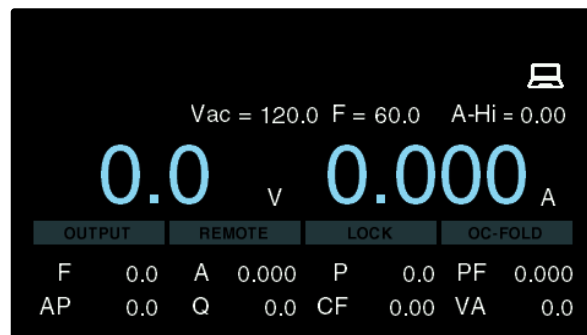 Vac = 120.0 F = 60.0 A-Hi = 0.00
0.0 V 0.000 A
OUTPUT REMOTE LOCK OC-FOLD
F 0.0 A 0.000 P 0.0 PF 0.000
AP 0.0 Q 0.0 CF 0.00 VA 0.0